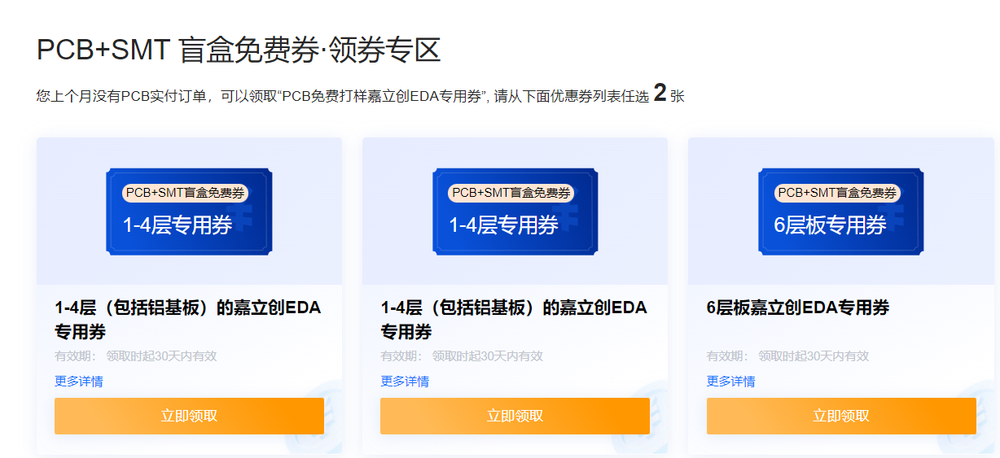 PCB+SMT 盲盒免费券·领券专区
您上个月没有PCB实付订单，可以领取“PCB免费打样嘉立创EDA专用券”, 请从下面优惠券列表任选 2 张
PCB+SMT盲盒免费券
1-4层专用券
1-4层（包括铝基板）的嘉立创EDA
专用券
有效期： 领取时起30天内有效
更多详情
立即领取
PCB+SMT盲盒免费券
1-4层专用券
1-4层（包括铝基板）的嘉立创EDA
专用券
有效期： 领取时起30天内有效
更多详情
立即领取
PCB+SMT盲盒免费券
6层板专用券
6层板嘉立创EDA专用券
有效期： 领取时起30天内有效
更多详情
立即领取